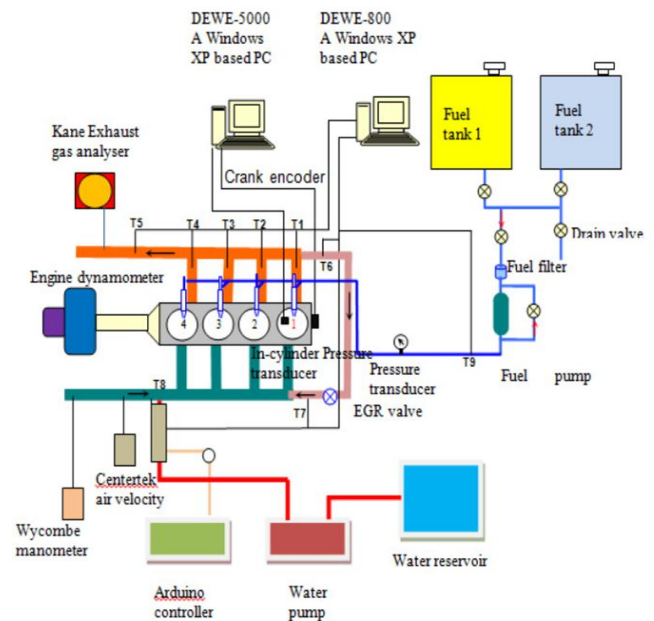 DEWE-5000
A Windows
XP based PC
DEWE-800
A Windows XP
based PC
Fuel
tank 1
Fuel
tank 2
Kane Exhaust
gas analyser
Crank encoder
T5
T4
T3
T2
T1
T6
Drain valve
Fuel filter
Engine dynamometer
4
3
2
1
In-cylinder Pressure
transducer
Pressure
transducer
T9
Fuel pump
T8
T7
EGR valve
Centertek
air velocity
Wycombe
manometer
Water reservoir
Arduino
controller
Water
pump